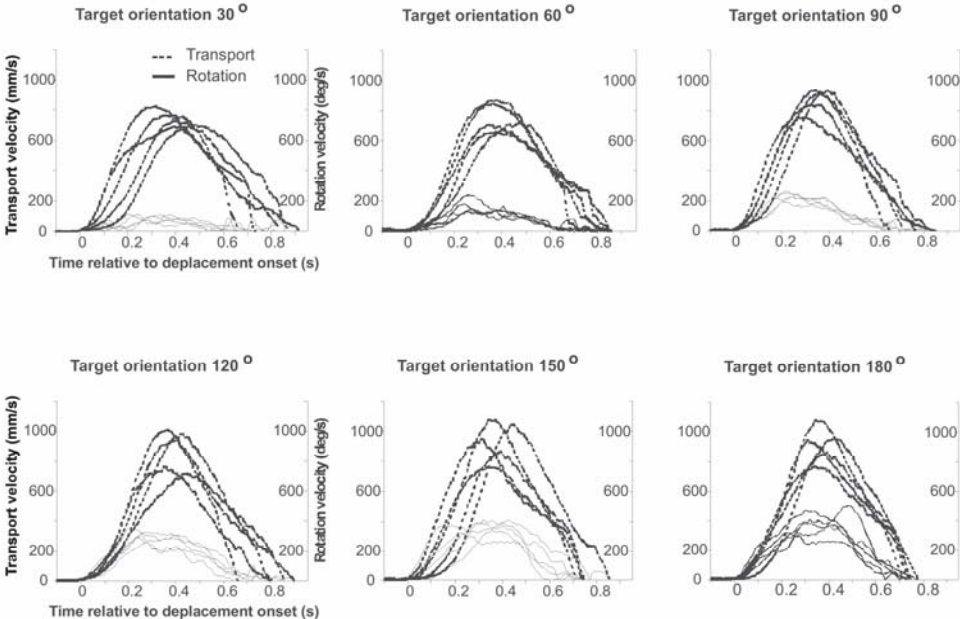 Target orientation 30 o
Target orientation 60 o
Target orientation 90 o
Transport velocity (mm/s)
1000
600
200
0
Transport
Rotation
1000
600
200
0 0.2 0.4 0.6 0.8
Time relative to deplacement onset (s)
Rotation velocity (deg/s)
1000
600
200
0
1000
600
200
0 0.2 0.4 0.6 0.8
1000
600
200
0
1000
600
200
0 0.2 0.4 0.6 0.8
Target orientation 120 o
Target orientation 150 o
Target orientation 180 o
Transport velocity (mm/s)
1000
600
200
0
1000
600
200
0 0.2 0.4 0.6 0.8
Time relative to deplacement onset (s)
Rotation velocity (deg/s)
1000
600
200
0
1000
600
200
0 0.2 0.4 0.6 0.8
1000
600
200
0
1000
600
200
0 0.2 0.4 0.6 0.8